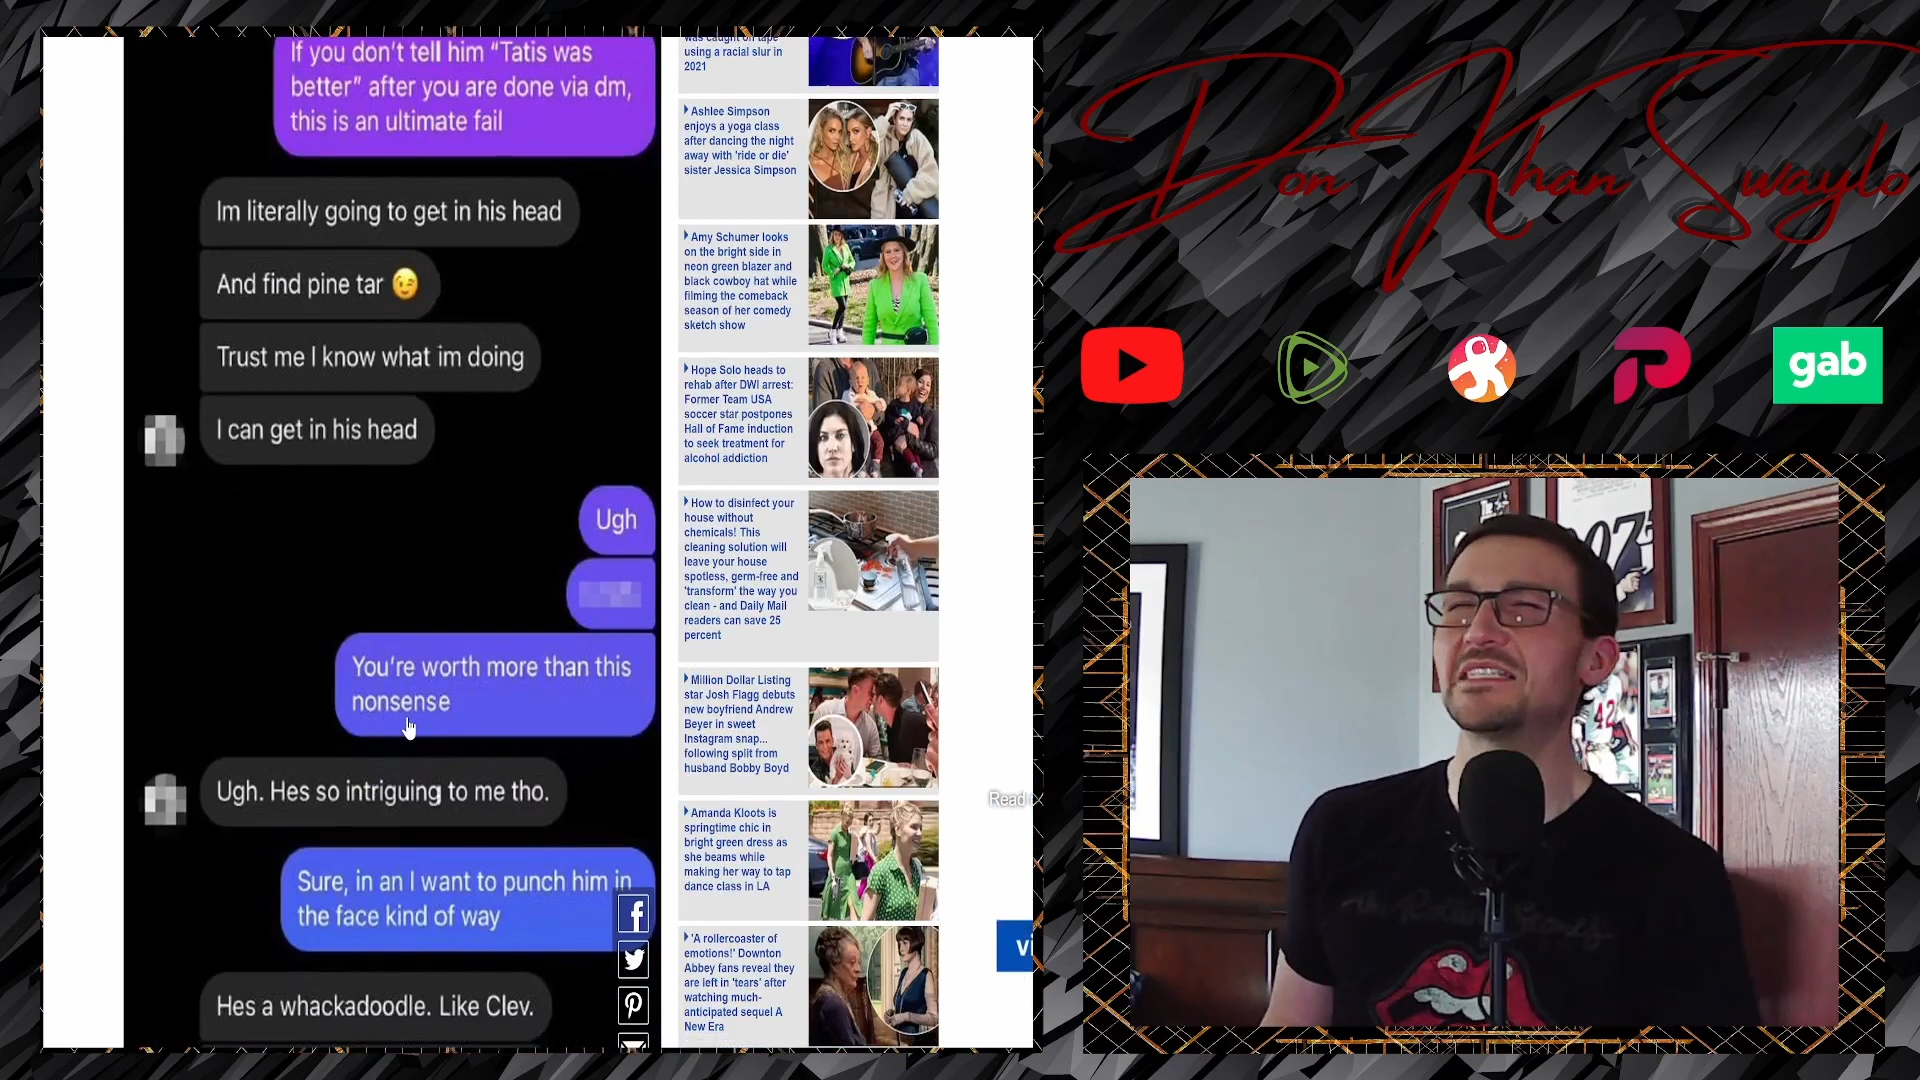 If you don't tell him “Tatis was
better” after you are done via dm,
this is an ultimate fail
Im literally going to get in his head
And find pine tar 😉
Trust me I know what im doing
I can get in his head
Ugh
You're worth more than this
nonsense
Ugh. Hes so intriguing to me tho.
Sure, in an I want to punch him in
the face kind of way
Hes a whackadoodle. Like Clev.
was caught on tape
using a racial slur in
2021
Ashlee Simpson
enjoys a yoga class
after dancing the night
away with 'ride or die'
sister Jessica Simpson
Amy Schumer looks
on the bright side in
neon green blazer and
black cowboy hat while
filming the comeback
season of her comedy
sketch show
Hope Solo heads to
rehab after DWI arrest:
Former Team USA
soccer star postpones
Hall of Fame induction
to seek treatment for
alcohol addiction
How to disinfect your
house without
chemicals! This
cleaning solution will
leave your house
spotless, germ-free and
'transform' the way you
clean - and Daily Mail
readers can save 25
percent
Million Dollar Listing
star Josh Flagg debuts
new boyfriend Andrew
Beyer in sweet
Instagram snap...
following split from
husband Bobby Boyd
Amanda Kloots is
springtime chic in
bright green dress as
she beams while
making her way to tap
dance class in LA
'A rollercoaster of
emotions!' Downton
Abbey fans reveal they
are left in 'tears' after
watching much-
anticipated sequel A
New Era
Read
vi
Don Khan Swaylo
gab
007
42
the Rolling Stones